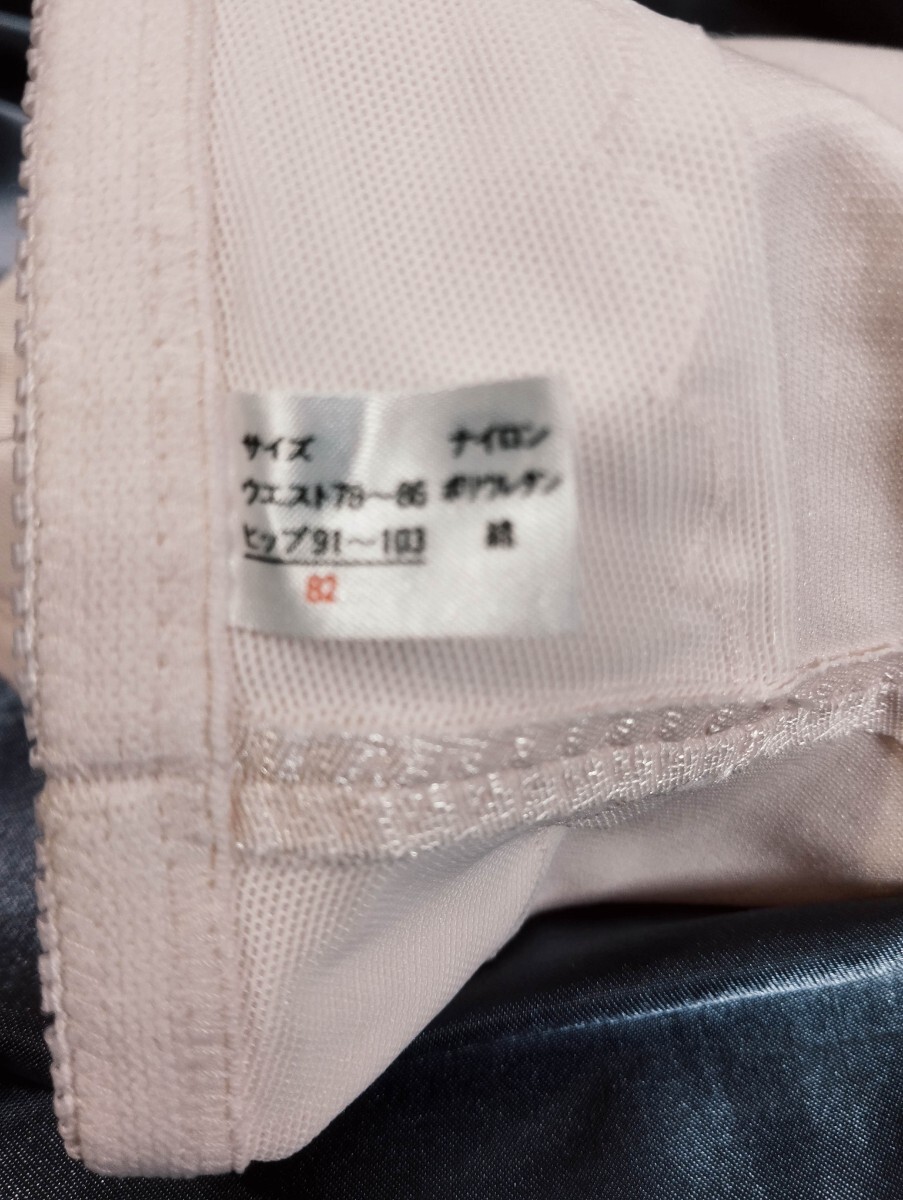 サイズ
ウエスト78〜86
ヒップ91〜103
82
ナイロン
ポリウレタン
綿